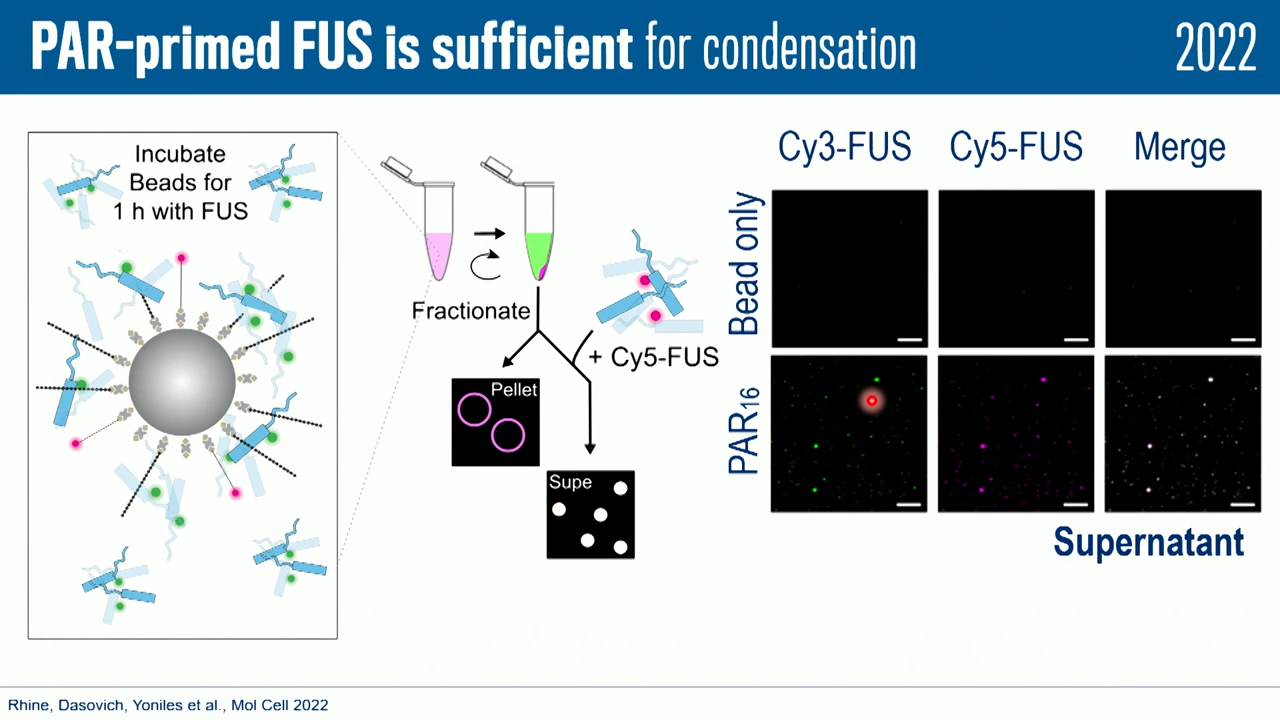 PAR-primed FUS is sufficient for condensation
2022
Incubate
Beads for
1 h with FUS
Fractionate
+ Cy5-FUS
Pellet
Supe
Cy3-FUS
Cy5-FUS
Merge
Bead only
PAR16
Supernatant
Rhine, Dasovich, Yoniles et al., Mol Cell 2022